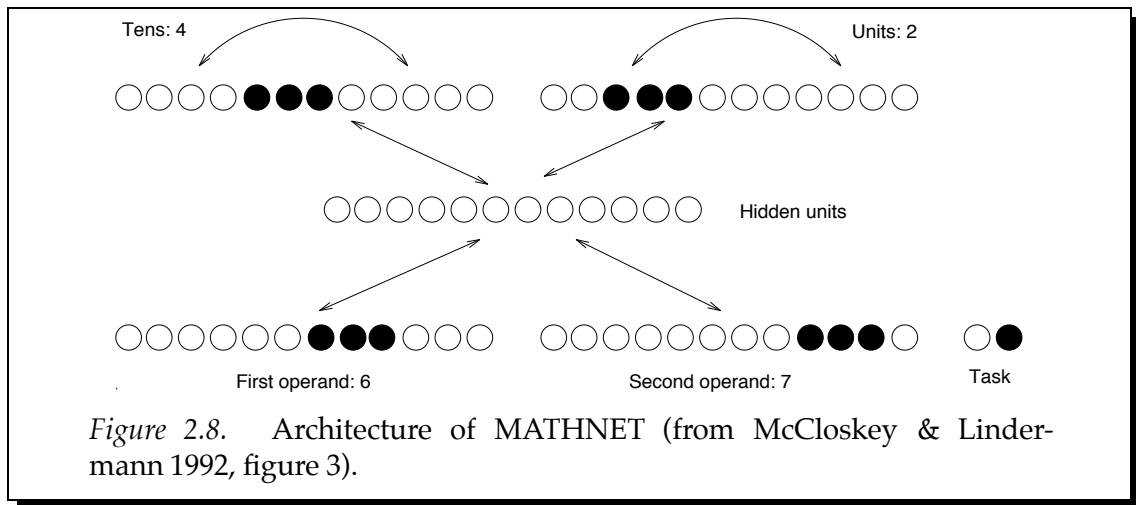 Tens: 4
Units: 2
Hidden units
First operand: 6
Second operand: 7
Task
Figure 2.8. Architecture of MATHNET (from McCloskey & Linder-
mann 1992, figure 3).